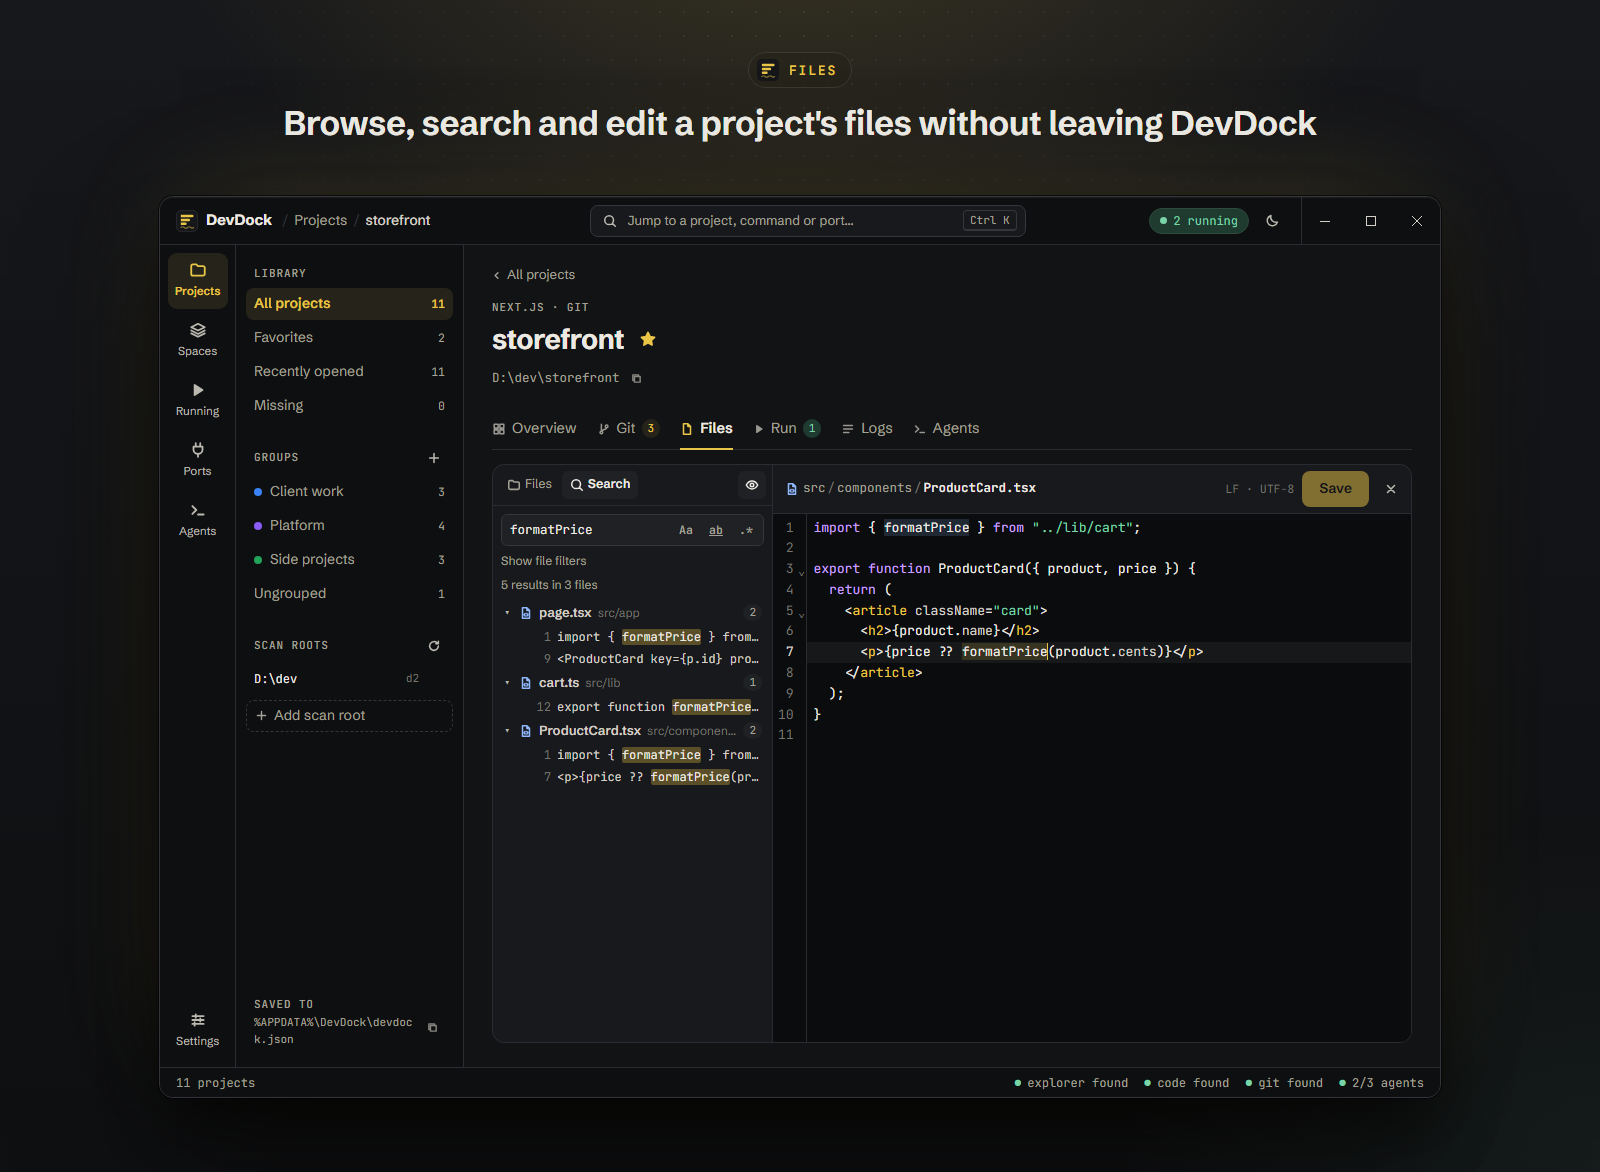 FILES
Browse, search and edit a project's files without leaving DevDock
DevDock / Projects / storefront
Jump to a project, command or port...
Ctrl K
2 running
Projects
Spaces
Running
Ports
Agents
Settings
LIBRARY
All projects 11
Favorites 2
Recently opened 11
Missing 0
GROUPS
Client work 3
Platform 4
Side projects 3
Ungrouped 1
SCAN ROOTS
D:\dev d2
+ Add scan root
SAVED TO
%APPDATA%\DevDock\devdoc
k.json
‹ All projects
NEXT.JS · GIT
storefront
D:\dev\storefront
Overview
Git 3
Files
Run 1
Logs
Agents
Files
Search
formatPrice Aa ab .*
Show file filters
5 results in 3 files
page.tsx src/app 2
1 import { formatPrice } from…
9 <ProductCard key={p.id} pro…
cart.ts src/lib 1
12 export function formatPrice…
ProductCard.tsx src/componen… 2
1 import { formatPrice } from…
7 <p>{price ?? formatPrice(pr…
src/components/ProductCard.tsx
LF · UTF-8
Save
1 import { formatPrice } from "../lib/cart";
2
3 export function ProductCard({ product, price }) {
4 return (
5 <article className="card">
6 <h2>{product.name}</h2>
7 <p>{price ?? formatPrice(product.cents)}</p>
8 </article>
9 );
10 }
11
11 projects
explorer found
code found
git found
2/3 agents